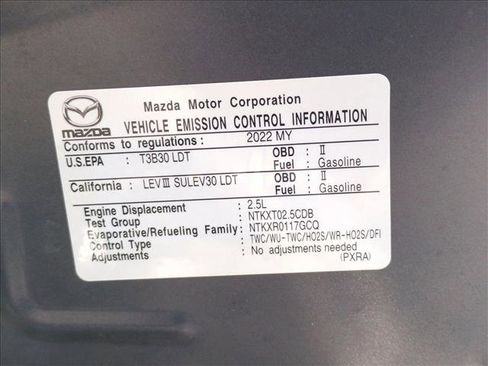 mazda
Mazda Motor Corporation
VEHICLE EMISSION CONTROL INFORMATION
Conforms to regulations : 2022 MY
U.S.EPA : T3B30 LDT OBD : II
Fuel : Gasoline
California : LEVⅢ SULEV30 LDT OBD : II
Fuel : Gasoline
Engine Displacement : 2.5L
Test Group : NTKXT02.5CDB
Evaporative/Refueling Family: NTKXR0117GCQ
Control Type : TWC/WU-TWC/HO2S/WR-HO2S/DFI
Adjustments : No adjustments needed
(PXRA)